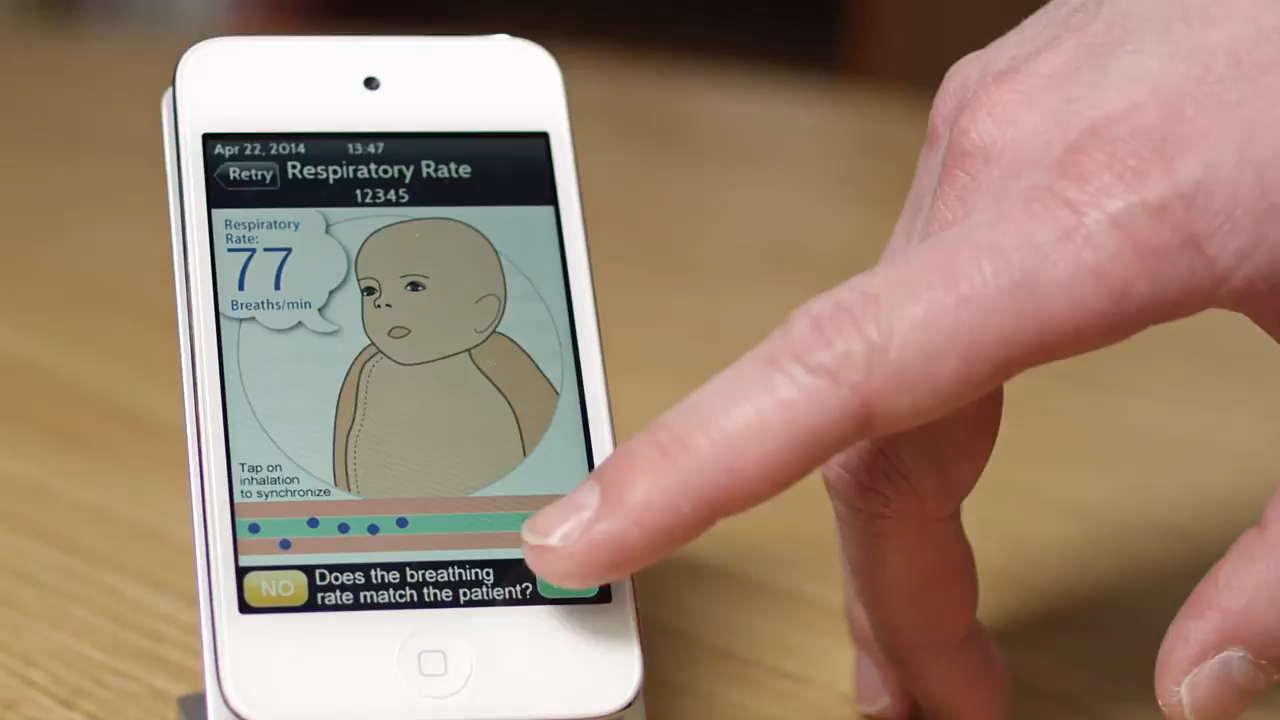 Apr 22, 2014 13:47
Retry Respiratory Rate
12345
Respiratory
Rate:
77
Breaths/min
Tap on
inhalation
to synchronize.
NO Does the breathing
rate match the patient?